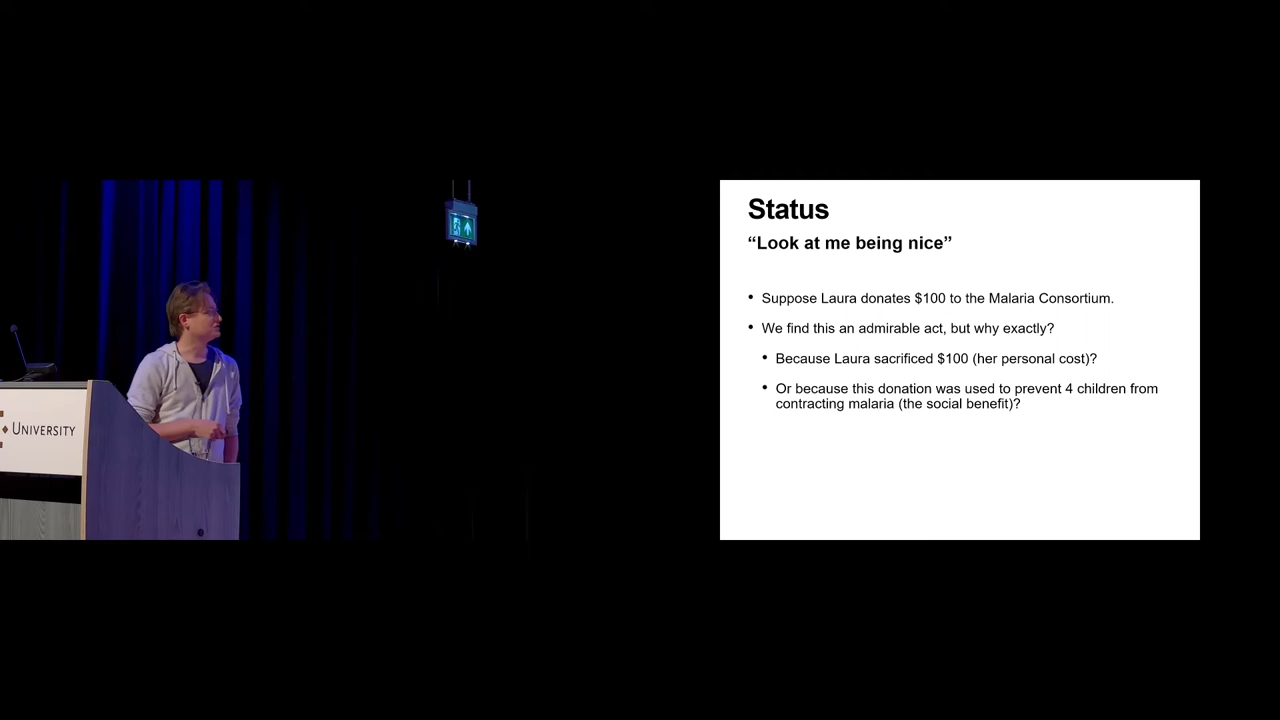 UNIVERSITY
Status
“Look at me being nice”
• Suppose Laura donates $100 to the Malaria Consortium.
• We find this an admirable act, but why exactly?
• Because Laura sacrificed $100 (her personal cost)?
• Or because this donation was used to prevent 4 children from
contracting malaria (the social benefit)?